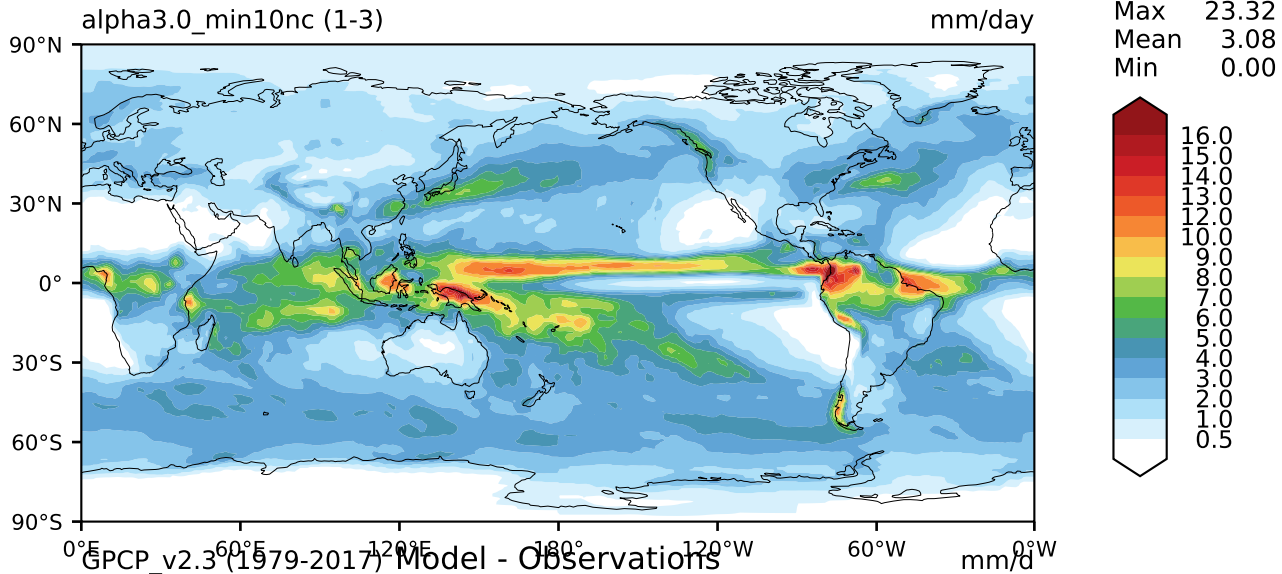 alpha3.0_min10nc (1-3) mm/day
Max 23.32
Mean 3.08
Min 0.00
90°N
60°N
30°N
0°
30°S
60°S
90°S
0°E 60°E 120°E 180° 120°W 60°W 0°W
16.0
15.0
14.0
13.0
12.0
10.0
9.0
8.0
7.0
6.0
5.0
4.0
3.0
2.0
1.0
0.5
GPCP_v2.3 (1979-2017) Model - Observations mm/d